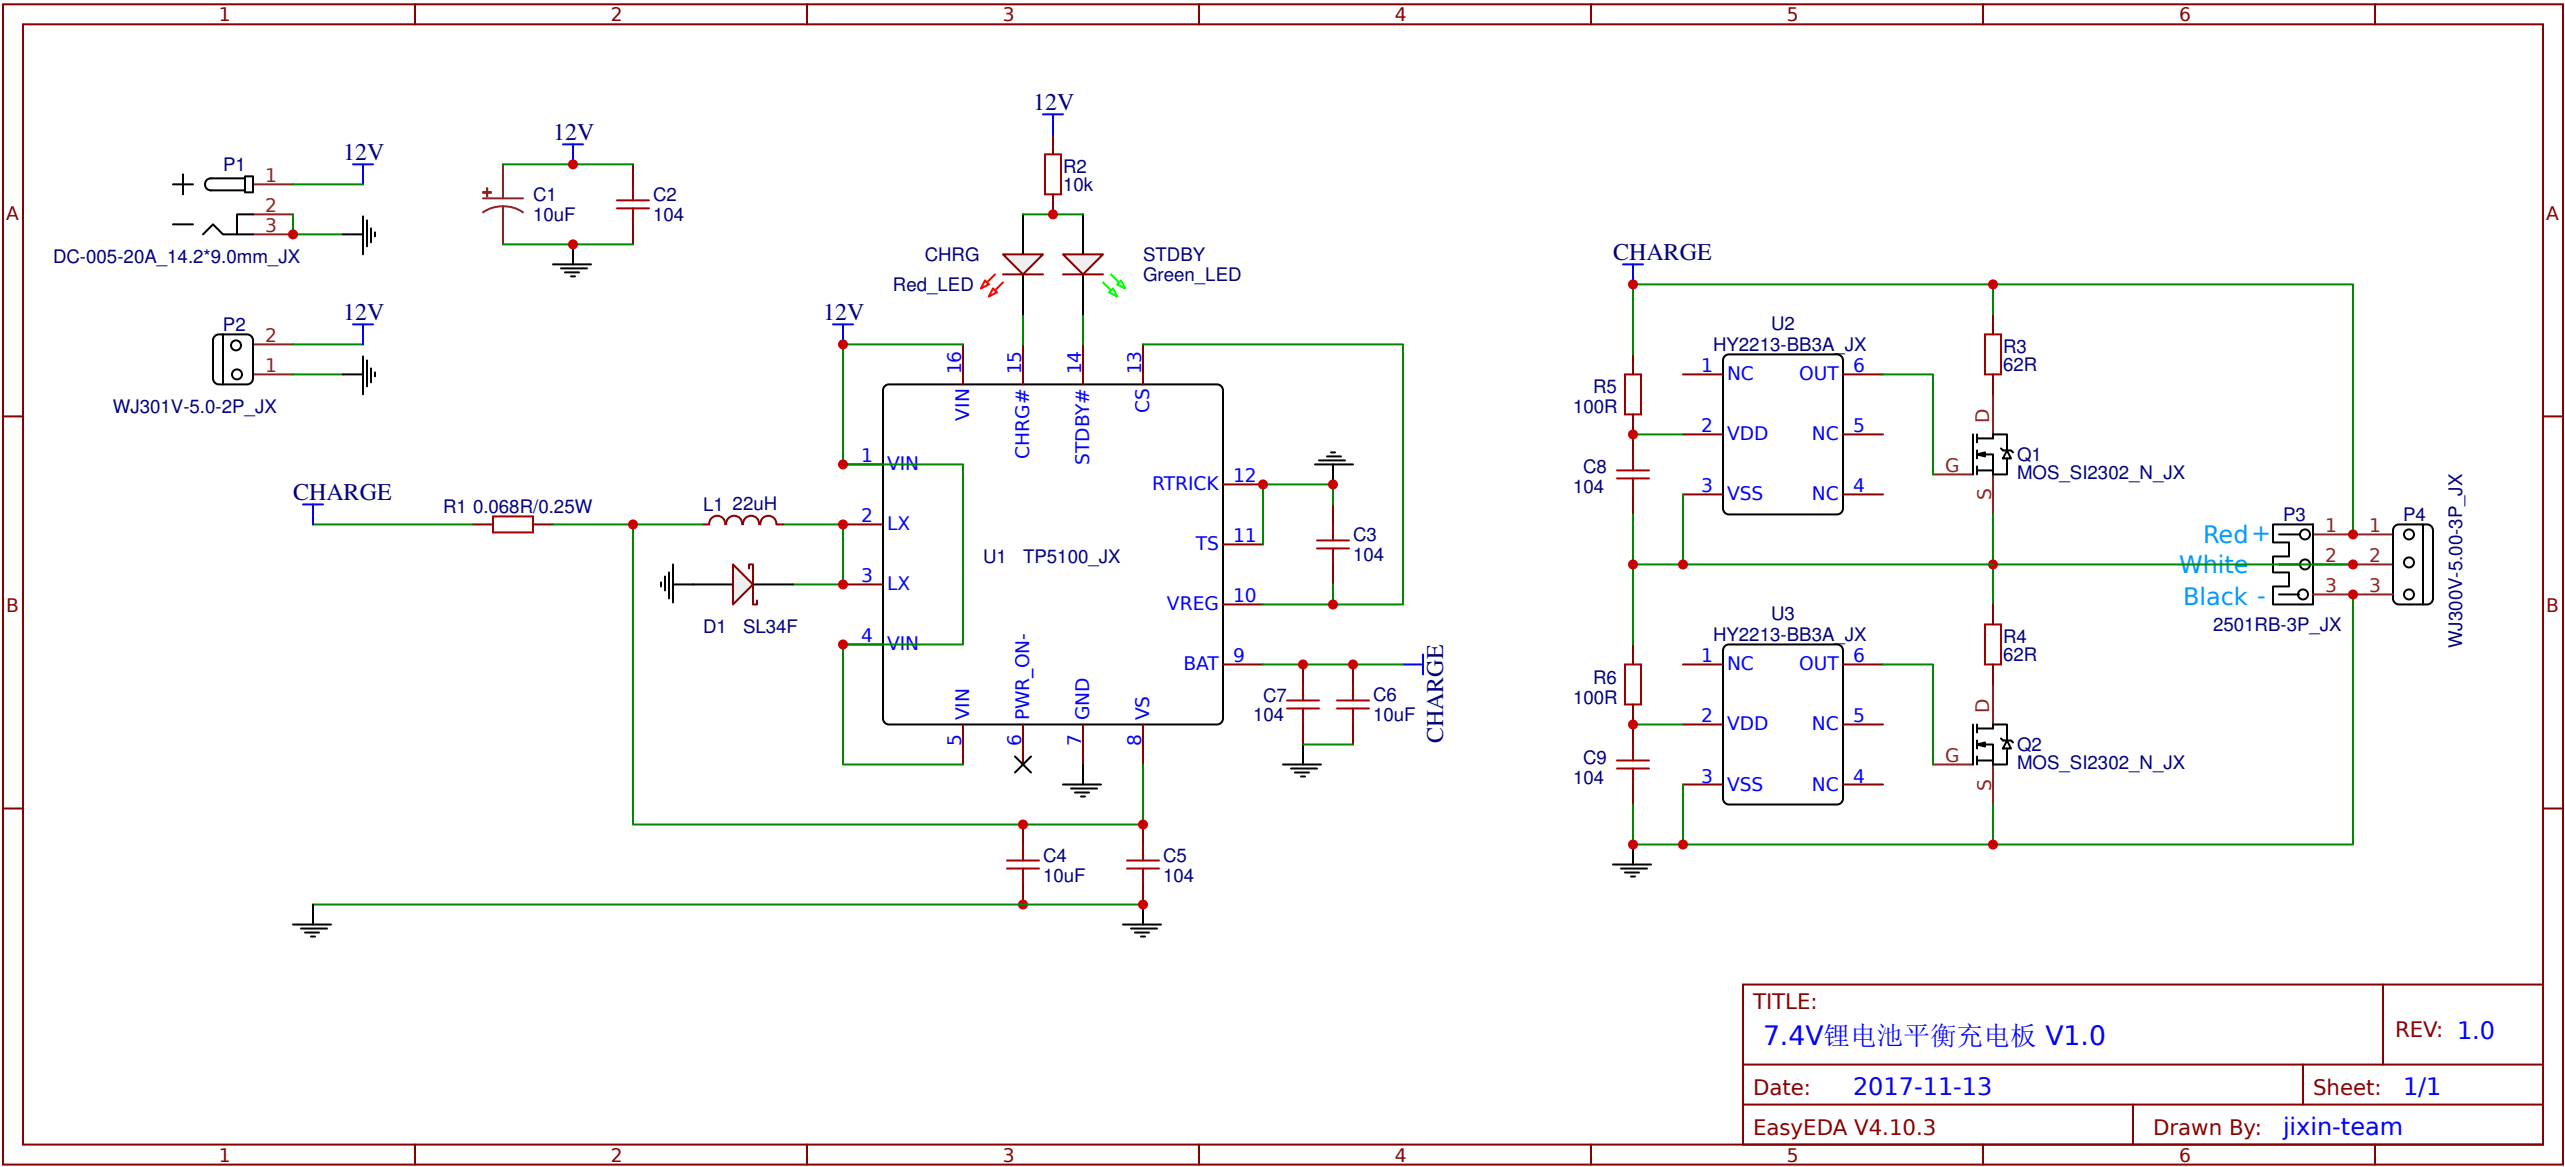 1 2 3 4 5 6
A
B
A
B
P1
+
1
2
3
12V
DC-005-20A_14.2*9.0mm_JX
P2
2
1
12V
WJ301V-5.0-2P_JX
12V
+
C1
10uF
C2
104
12V
R2
10k
CHRG
Red_LED
STDBY
Green_LED
12V
16
15
14
13
VIN
CHRG#
STDBY#
CS
1 VIN
2 LX
3 LX
4 VIN
U1 TP5100_JX
RTRICK 12
TS 11
VREG 10
BAT 9
VIN
PWR_ON-
GND
VS
5
6
7
8
CHARGE
R1 0.068R/0.25W
L1 22uH
D1 SL34F
C3
104
C7
104
C6
10uF
CHARGE
C4
10uF
C5
104
CHARGE
R5
100R
C8
104
U2
HY2213-BB3A_JX
1 NC OUT 6
2 VDD NC 5
3 VSS NC 4
R3
62R
D
G
S
Q1
MOS_SI2302_N_JX
R6
100R
C9
104
U3
HY2213-BB3A_JX
1 NC OUT 6
2 VDD NC 5
3 VSS NC 4
R4
62R
D
G
S
Q2
MOS_SI2302_N_JX
Red+
White
Black -
P3
1
2
3
2501RB-3P_JX
P4
1
2
3
WJ300V-5.00-3P_JX
TITLE:
7.4V锂电池平衡充电板 V1.0
REV: 1.0
Date: 2017-11-13
Sheet: 1/1
EasyEDA V4.10.3
Drawn By: jixin-team
1 2 3 4 5 6